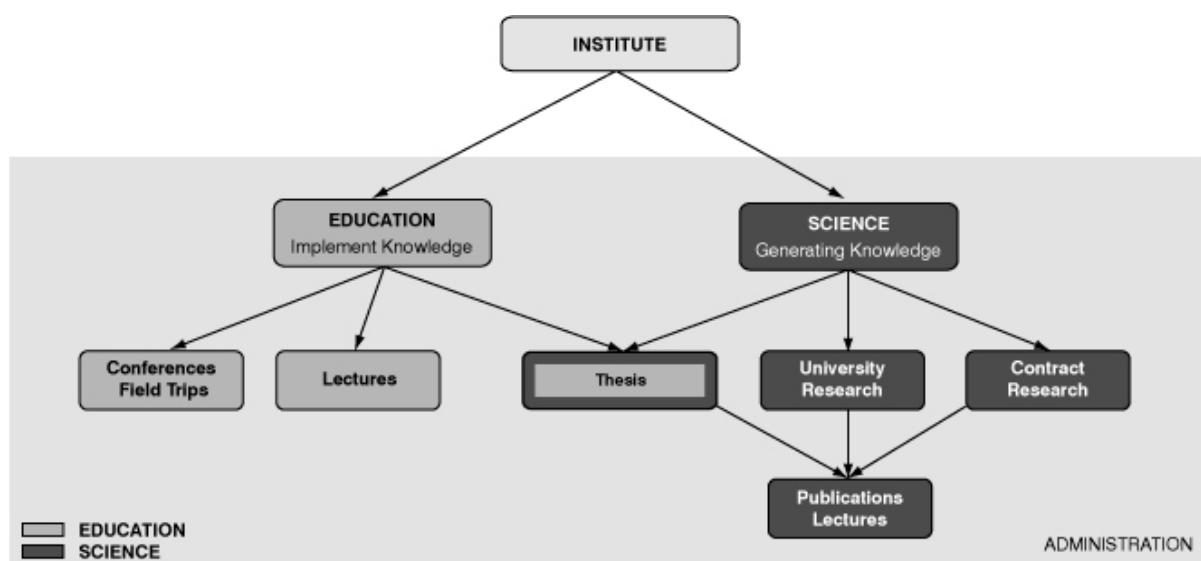 INSTITUTE
EDUCATION
Implement Knowledge
SCIENCE
Generating Knowledge
Conferences
Field Trips
Lectures
Thesis
University
Research
Contract
Research
Publications
Lectures
EDUCATION
SCIENCE
ADMINISTRATION